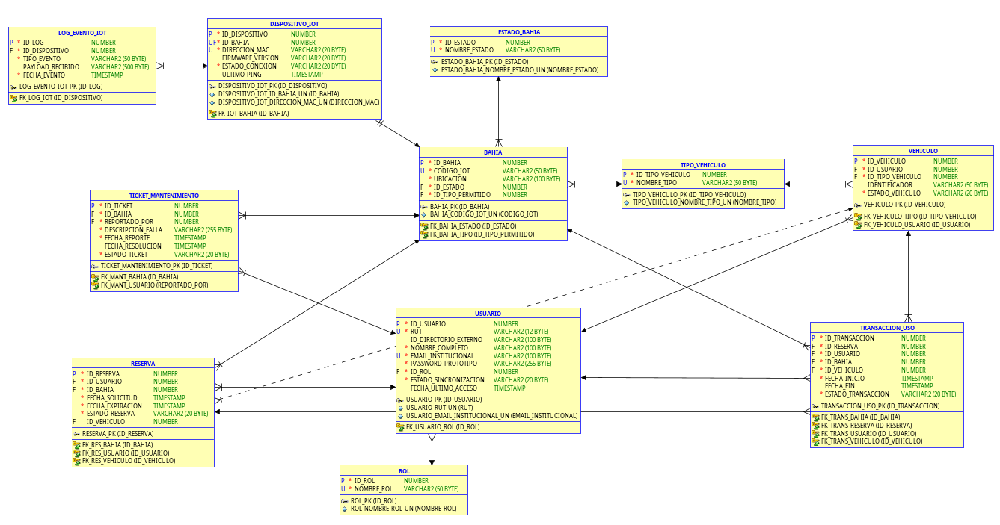 LOG_EVENTO_IOT
P * ID_LOG NUMBER
F * ID_DISPOSITIVO NUMBER
* TIPO_EVENTO VARCHAR2 (50 BYTE)
PAYLOAD_RECIBIDO VARCHAR2 (500 BYTE)
* FECHA_EVENTO TIMESTAMP
LOG_EVENTO_IOT_PK (ID_LOG)
FK_LOG_IOT (ID_DISPOSITIVO)
DISPOSITIVO_IOT
P * ID_DISPOSITIVO NUMBER
UF * ID_BAHIA NUMBER
U * DIRECCION_MAC VARCHAR2 (20 BYTE)
FIRMWARE_VERSION VARCHAR2 (20 BYTE)
* ESTADO_CONEXION VARCHAR2 (20 BYTE)
ULTIMO_PING TIMESTAMP
DISPOSITIVO_IOT_PK (ID_DISPOSITIVO)
DISPOSITIVO_IOT_ID_BAHIA_UN (ID_BAHIA)
DISPOSITIVO_IOT_DIRECCION_MAC_UN (DIRECCION_MAC)
FK_IOT_BAHIA (ID_BAHIA)
ESTADO_BAHIA
P * ID_ESTADO NUMBER
U * NOMBRE_ESTADO VARCHAR2 (50 BYTE)
ESTADO_BAHIA_PK (ID_ESTADO)
ESTADO_BAHIA_NOMBRE_ESTADO_UN (NOMBRE_ESTADO)
BAHIA
P * ID_BAHIA NUMBER
U * CODIGO_IOT VARCHAR2 (50 BYTE)
* UBICACION VARCHAR2 (100 BYTE)
F * ID_ESTADO NUMBER
F * ID_TIPO_PERMITIDO NUMBER
BAHIA_PK (ID_BAHIA)
BAHIA_CODIGO_IOT_UN (CODIGO_IOT)
FK_BAHIA_ESTADO (ID_ESTADO)
FK_BAHIA_TIPO (ID_TIPO_PERMITIDO)
TIPO_VEHICULO
P * ID_TIPO_VEHICULO NUMBER
U * NOMBRE_TIPO VARCHAR2 (50 BYTE)
TIPO_VEHICULO_PK (ID_TIPO_VEHICULO)
TIPO_VEHICULO_NOMBRE_TIPO_UN (NOMBRE_TIPO)
VEHICULO
P * ID_VEHICULO NUMBER
F * ID_USUARIO NUMBER
F * ID_TIPO_VEHICULO NUMBER
IDENTIFICADOR VARCHAR2 (50 BYTE)
* ESTADO_VEHICULO VARCHAR2 (20 BYTE)
VEHICULO_PK (ID_VEHICULO)
FK_VEHICULO_TIPO (ID_TIPO_VEHICULO)
FK_VEHICULO_USUARIO (ID_USUARIO)
TICKET_MANTENIMIENTO
P * ID_TICKET NUMBER
F * ID_BAHIA NUMBER
F * REPORTADO_POR NUMBER
* DESCRIPCION_FALLA VARCHAR2 (255 BYTE)
* FECHA_REPORTE TIMESTAMP
FECHA_RESOLUCION TIMESTAMP
* ESTADO_TICKET VARCHAR2 (20 BYTE)
TICKET_MANTENIMIENTO_PK (ID_TICKET)
FK_MANT_BAHIA (ID_BAHIA)
FK_MANT_USUARIO (REPORTADO_POR)
USUARIO
P * ID_USUARIO NUMBER
U * RUT VARCHAR2 (12 BYTE)
ID_DIRECTORIO_EXTERNO VARCHAR2 (100 BYTE)
* NOMBRE_COMPLETO VARCHAR2 (100 BYTE)
U * EMAIL_INSTITUCIONAL VARCHAR2 (100 BYTE)
* PASSWORD_PROTOTIPO VARCHAR2 (255 BYTE)
F * ID_ROL NUMBER
* ESTADO_SINCRONIZACION VARCHAR2 (20 BYTE)
FECHA_ÚLTIMO_ACCESO TIMESTAMP
USUARIO_PK (ID_USUARIO)
USUARIO_RUT_UN (RUT)
USUARIO_EMAIL_INSTITUCIONAL_UN (EMAIL_INSTITUCIONAL)
FK_USUARIO_ROL (ID_ROL)
TRANSACCION_USO
P * ID_TRANSACCION NUMBER
F * ID_RESERVA NUMBER
F * ID_USUARIO NUMBER
F * ID_BAHIA NUMBER
F * ID_VEHICULO NUMBER
* FECHA_INICIO TIMESTAMP
FECHA_FIN TIMESTAMP
* ESTADO_TRANSACCION VARCHAR2 (20 BYTE)
TRANSACCION_USO_PK (ID_TRANSACCION)
FK_TRANS_BAHIA (ID_BAHIA)
FK_TRANS_RESERVA (ID_RESERVA)
FK_TRANS_USUARIO (ID_USUARIO)
FK_TRANS_VEHICULO (ID_VEHICULO)
RESERVA
P * ID_RESERVA NUMBER
F * ID_USUARIO NUMBER
F * ID_BAHIA NUMBER
* FECHA_SOLICITUD TIMESTAMP
* FECHA_EXPIRACION TIMESTAMP
* ESTADO_RESERVA VARCHAR2 (20 BYTE)
F ID_VEHICULO NUMBER
RESERVA_PK (ID_RESERVA)
FK_RES_BAHIA (ID_BAHIA)
FK_RES_USUARIO (ID_USUARIO)
FK_RES_VEHICULO (ID_VEHICULO)
ROL
P * ID_ROL NUMBER
U * NOMBRE_ROL VARCHAR2 (50 BYTE)
ROL_PK (ID_ROL)
ROL_NOMBRE_ROL_UN (NOMBRE_ROL)